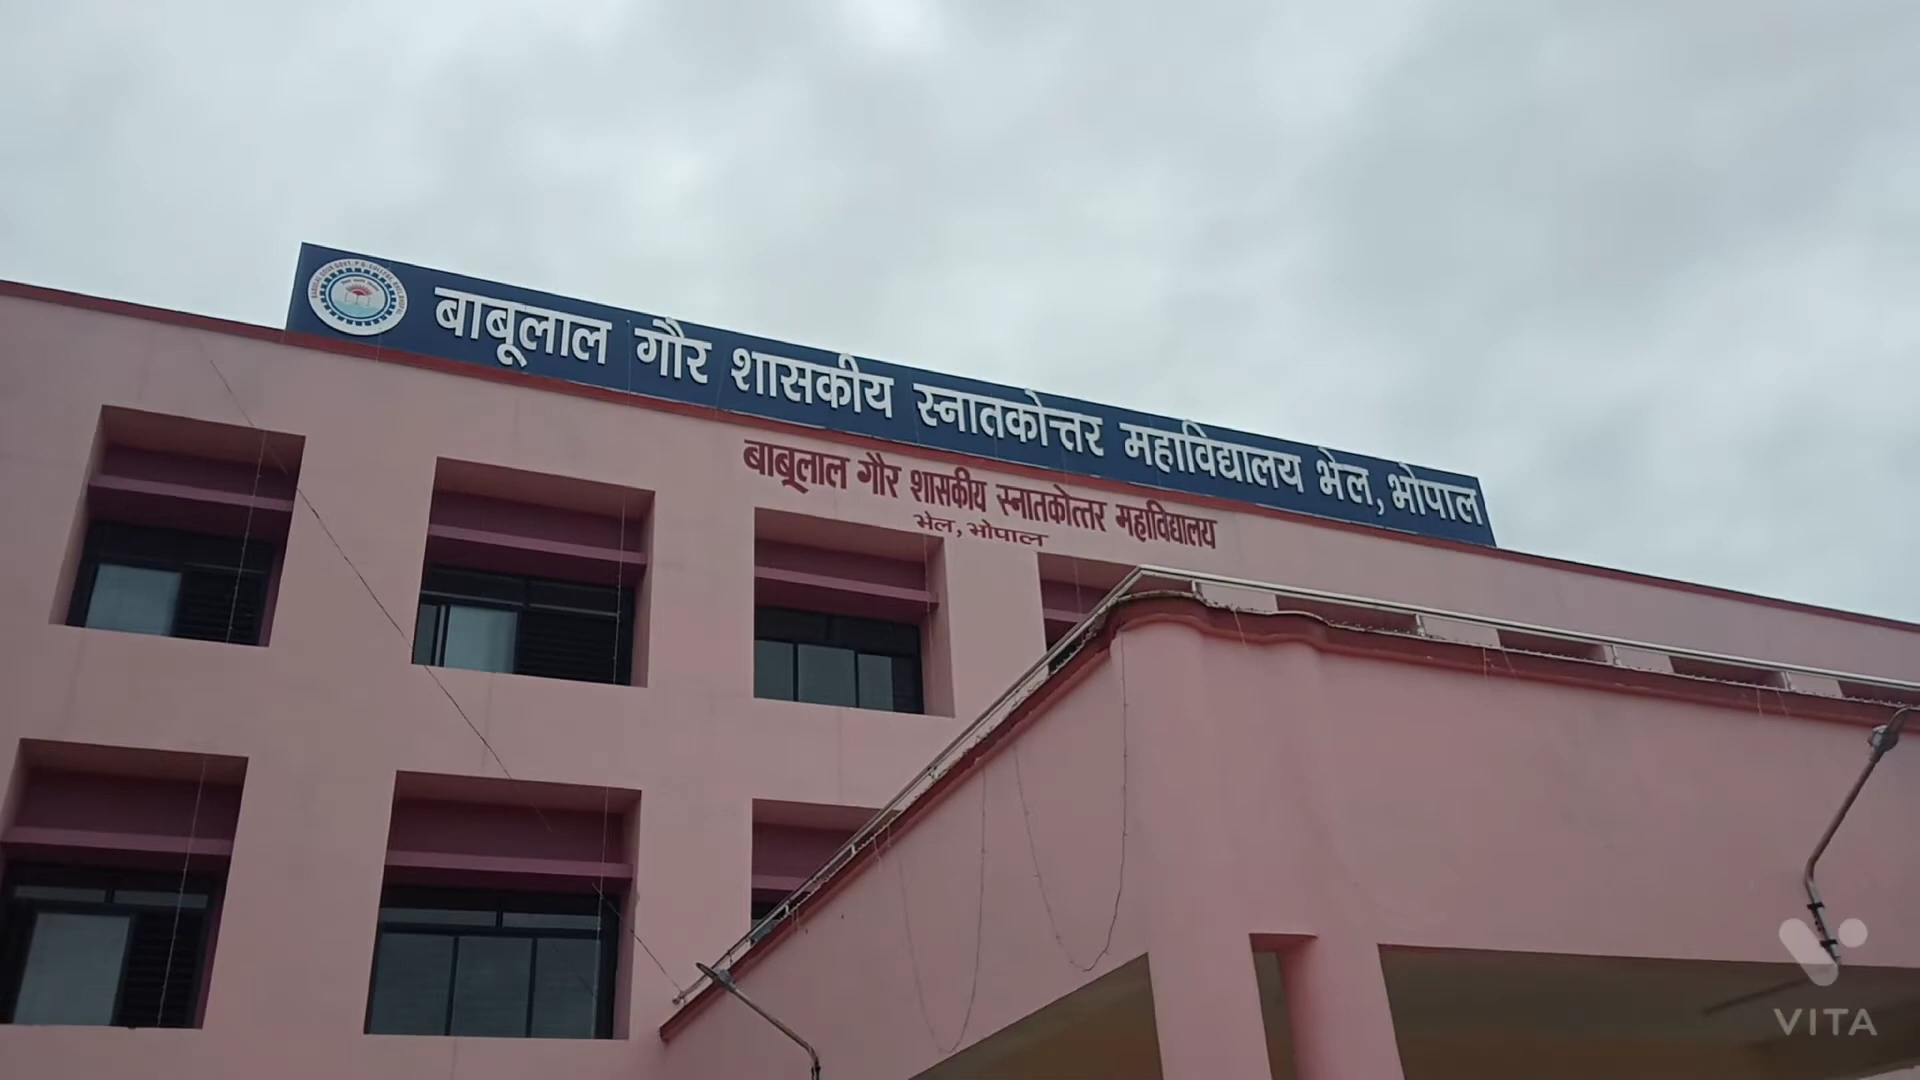 बाबूलाल गौर शासकीय स्नातकोत्तर महाविद्यालय भेल, भोपाल
बाबूलाल गौर शासकीय स्नातकोत्तर महाविद्यालय
भेल, भोपाल
VITA